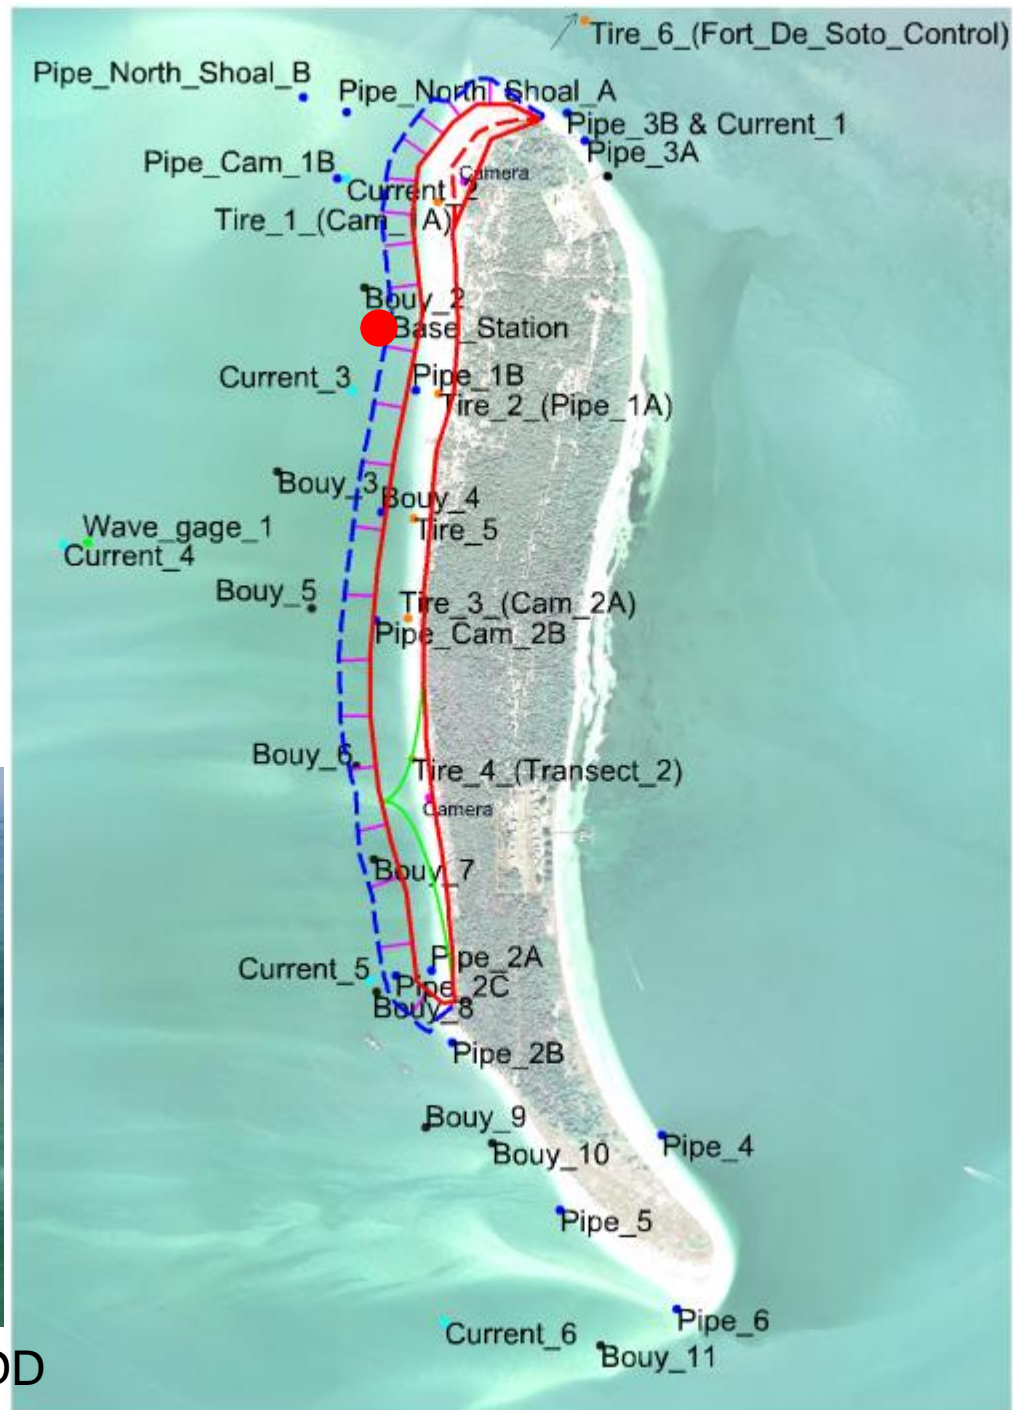 Tire_6_(Fort_De_Soto_Control)
Pipe_North_Shoal_B
Pipe_North_Shoal_A
Pipe_3B & Current_1
Pipe_3A
Pipe_Cam_1B
Camera
Current_2
Tire_1_(Cam_1A)
Bouy_2
Base_Station
Current_3
Pipe_1B
Tire_2_(Pipe_1A)
Bouy_3
Bouy_4
Wave_gage_1
Tire_5
Current_4
Bouy_5
Tire_3_(Cam_2A)
Pipe_Cam_2B
Bouy_6
Tire_4_(Transect_2)
Camera
Bouy_7
Pipe_2A
Current_5
Pipe_2C
Bouy_8
Pipe_2B
Bouy_9
Bouy_10
Pipe_4
Pipe_5
Pipe_6
Current_6
Bouy_11